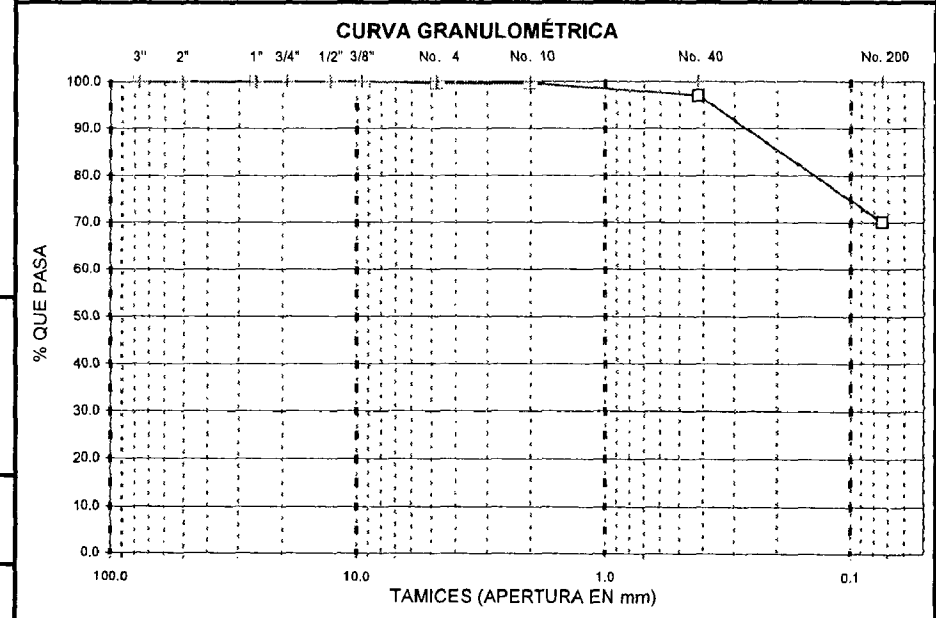 CURVA GRANULOMÉTRICA
3" 2" 1" 3/4" 1/2" 3/8" No. 4 No. 10 No. 40 No. 200
100.0
90.0
80.0
70.0
60.0
50.0
40.0
30.0
20.0
10.0
0.0
% QUE PASA
100.0 10.0 1.0 0.1
TAMICES (APERTURA EN mm)